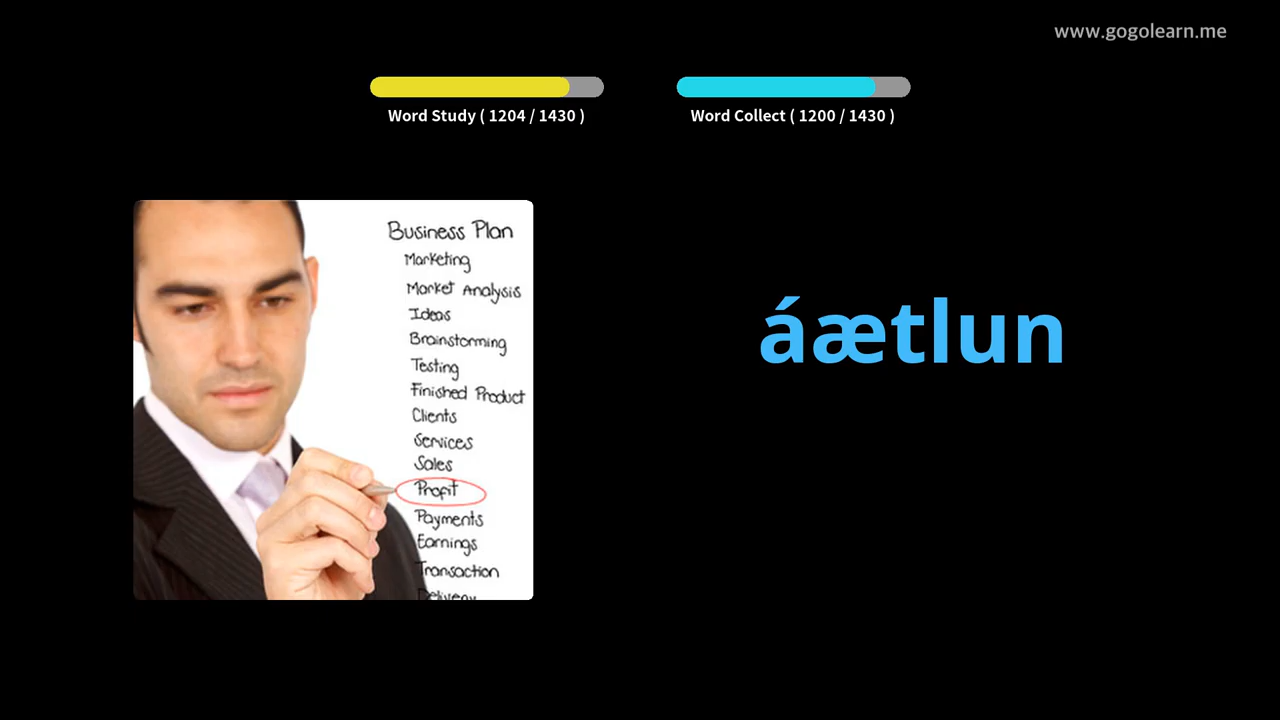 www.gogolearn.me
Word Study ( 1204 / 1430 )
Word Collect ( 1200 / 1430 )
Business Plan
Marketing
Market Analysis
Ideas
Brainstorming
Testing
Finished Product
Clients
Services
Sales
Profit
Payments
Earnings
Transaction
Delivery
áætlun